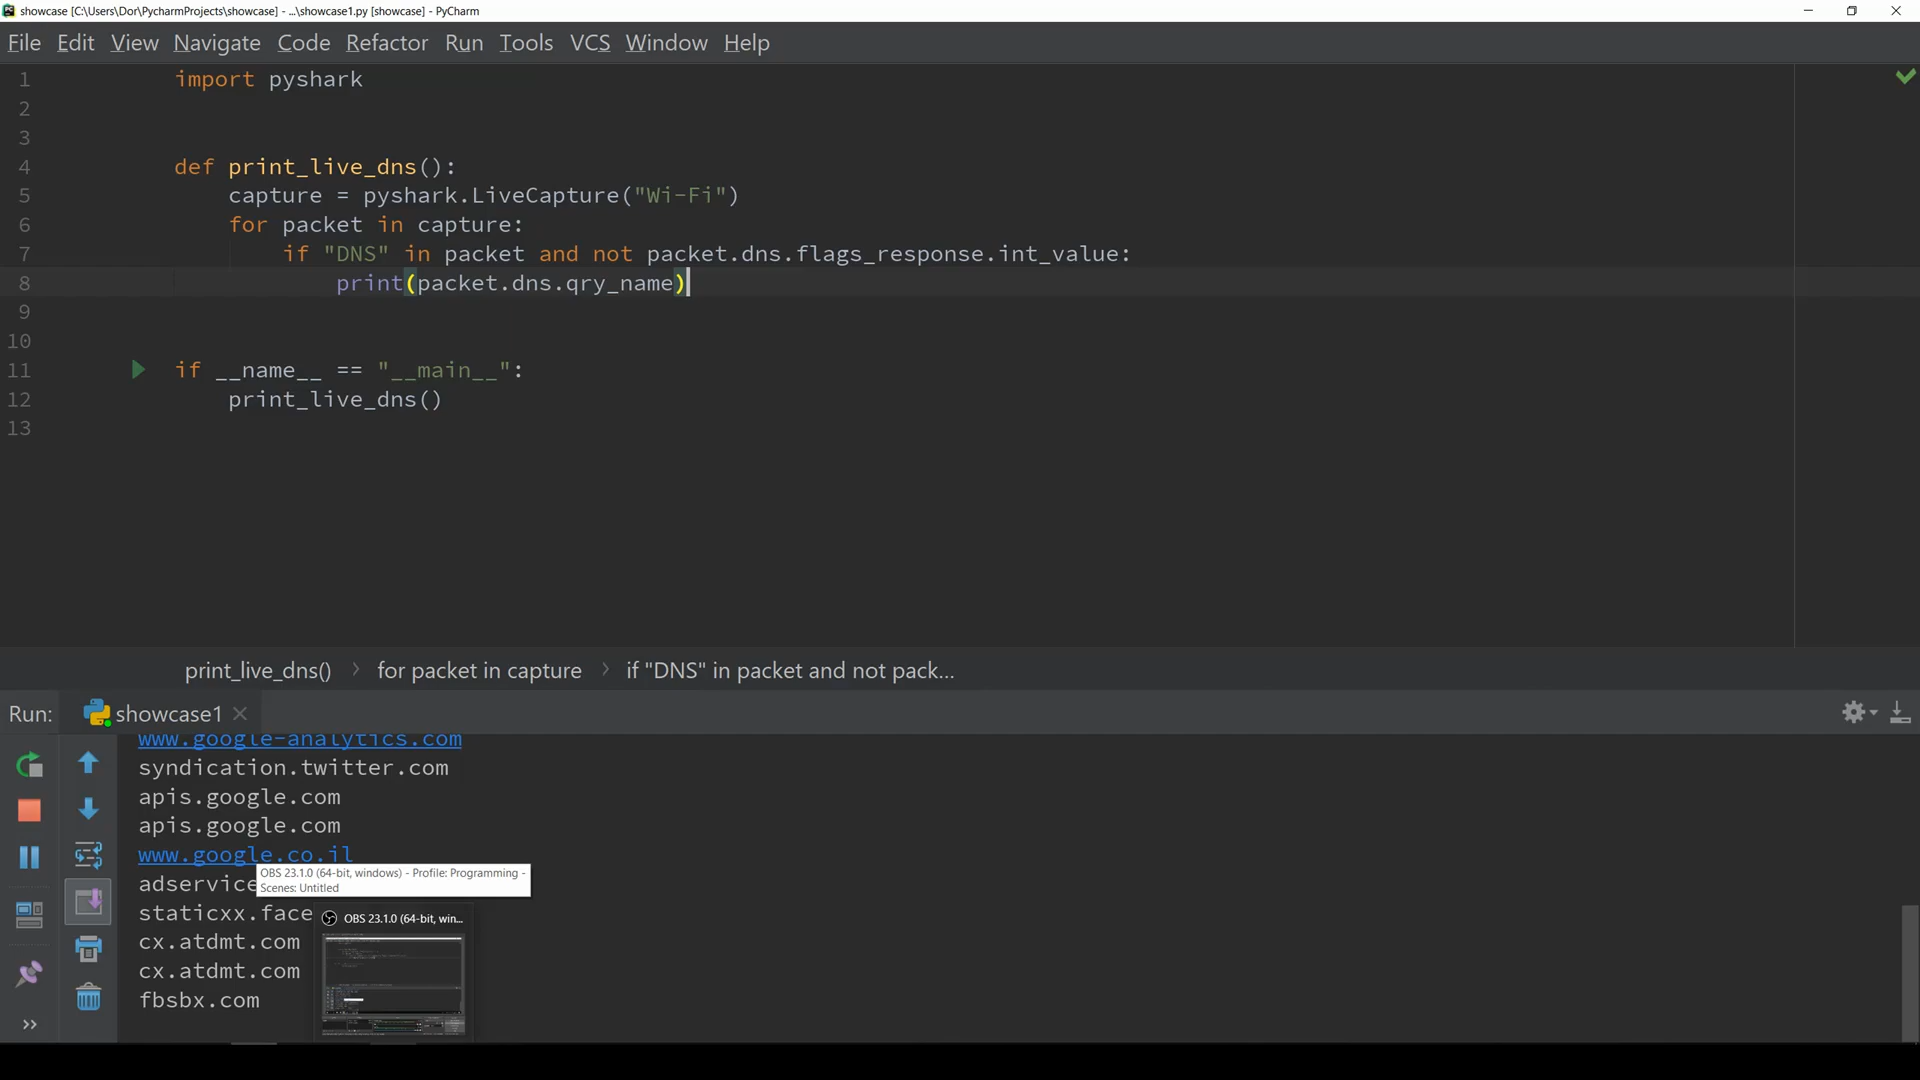 showcase [C:\Users\Dor\PycharmProjects\showcase] - ...\showcase1.py [showcase] - PyCharm
File Edit View Navigate Code Refactor Run Tools VCS Window Help
1 import pyshark
2
3
4 def print_live_dns():
5 capture = pyshark.LiveCapture("Wi-Fi")
6 for packet in capture:
7 if "DNS" in packet and not packet.dns.flags_response.int_value:
8 print(packet.dns.qry_name)
9
10
11 if __name__ == "__main__":
12 print_live_dns()
13
print_live_dns() › for packet in capture › if "DNS" in packet and not pack...
Run: showcase1
www.google-analytics.com
syndication.twitter.com
apis.google.com
apis.google.com
www.google.co.il
adservice
OBS 23.1.0 (64-bit, windows) - Profile: Programming -
Scenes: Untitled
staticxx.face
OBS 23.1.0 (64-bit, win...
cx.atdmt.com
cx.atdmt.com
fbsbx.com